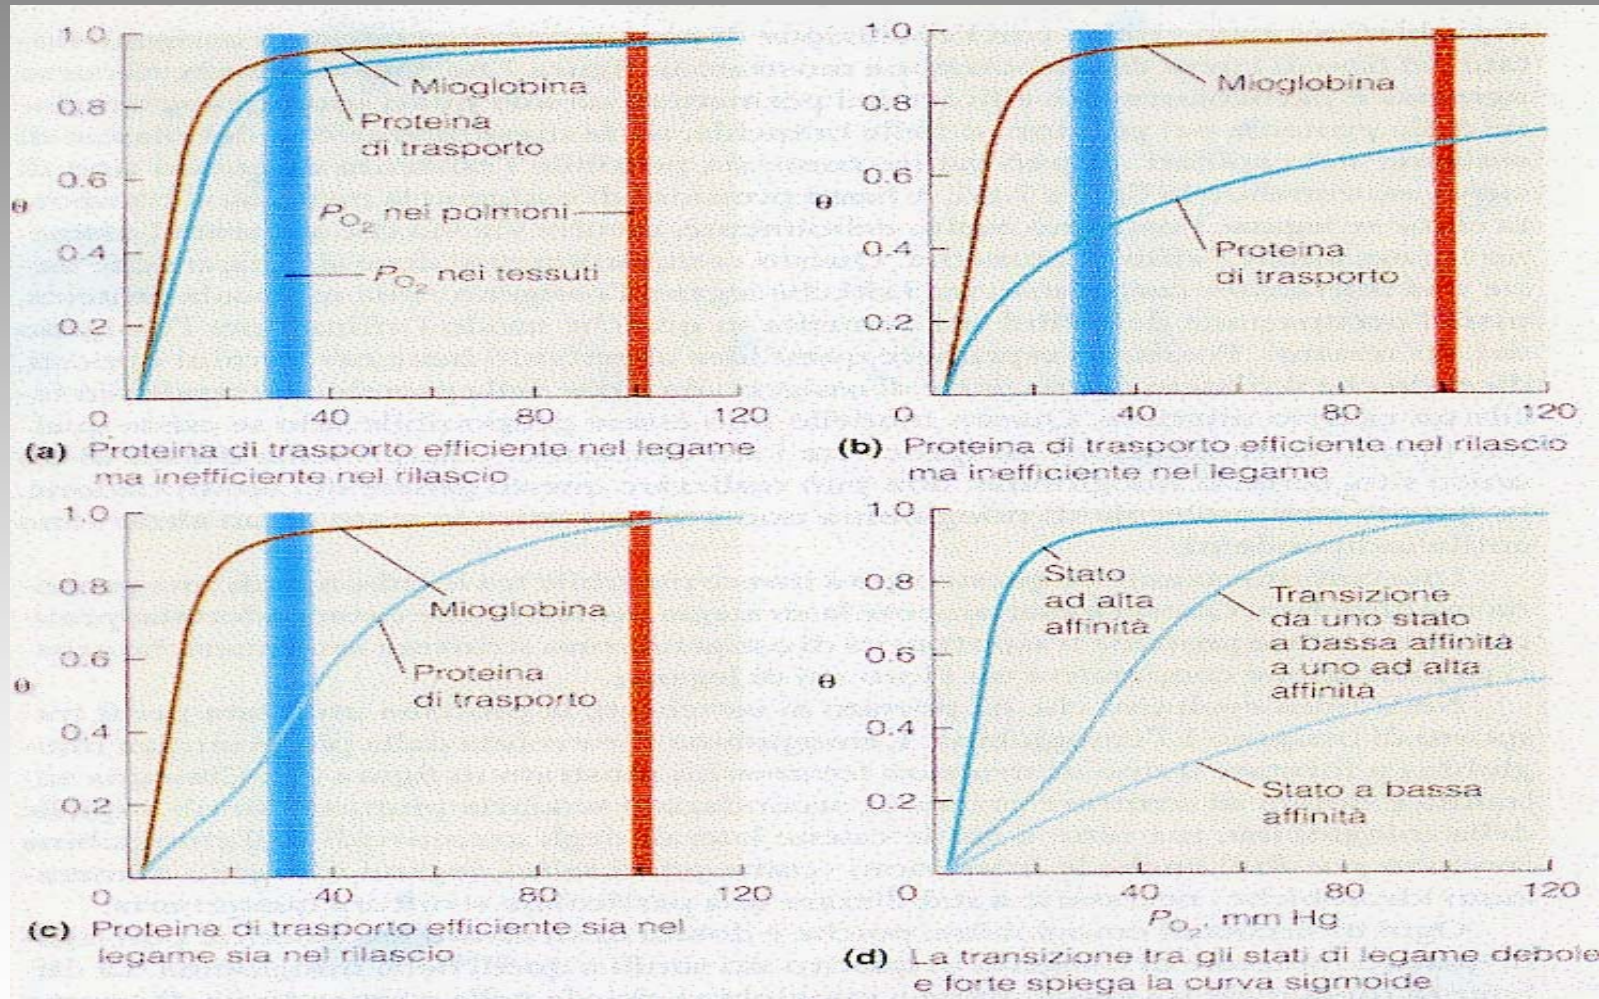 1.0
0.8
0.6
0.4
0.2
0
θ
Mioglobina
Proteina
di trasporto
PO2 nei polmoni
PO2 nei tessuti
40
80
120
(a) Proteina di trasporto efficiente nel legame
ma inefficiente nel rilascio
1.0
0.8
0.6
0.4
0.2
0
θ
Mioglobina
Proteina
di trasporto
40
80
120
(b) Proteina di trasporto efficiente nel rilascio
ma inefficiente nel legame
1.0
0.8
0.6
0.4
0.2
0
θ
Mioglobina
Proteina
di trasporto
40
80
120
(c) Proteina di trasporto efficiente sia nel
legame sia nel rilascio
1.0
0.8
0.6
0.4
0.2
0
θ
Stato
ad alta
affinità
Transizione
da uno stato
a bassa affinità
a uno ad alta
affinità
Stato a bassa
affinità
40
80
120
PO2, mm Hg
(d) La transizione tra gli stati di legame debole
e forte spiega la curva sigmoide